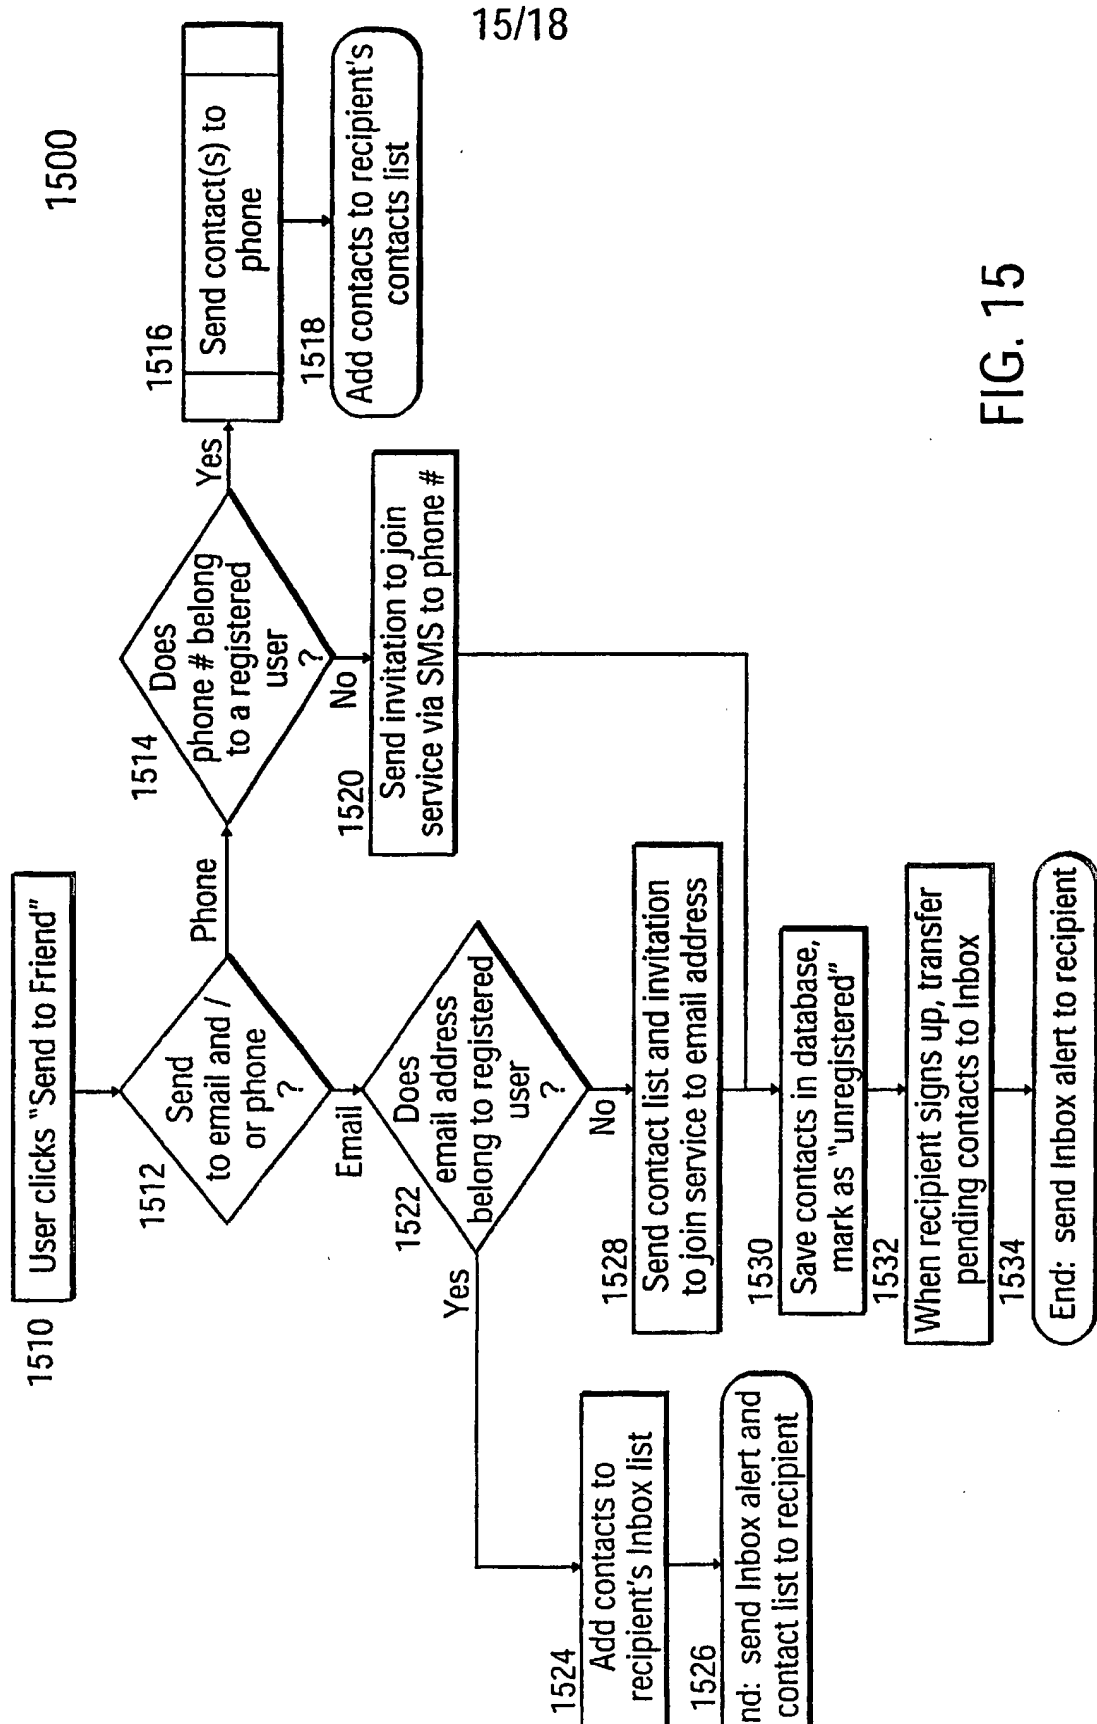 15/18
1500
1510
User clicks "Send to Friend"
1512
Send
to email and /
or phone
?
Phone
Email
1514
Does
phone # belong
to a registered
user
?
Yes
No
1516
Send contact(s) to
phone
1518
Add contacts to recipient's
contacts list
1520
Send invitation to join
service via SMS to phone #
1522
Does
email address
belong to registered
user
?
Yes
No
1524
Add contacts to
recipient's Inbox list
1526
nd: send Inbox alert and
contact list to recipient
1528
Send contact list and invitation
to join service to email address
1530
Save contacts in database,
mark as "unregistered"
1532
When recipient signs up, transfer
pending contacts to Inbox
1534
End: send Inbox alert to recipient
FIG. 15